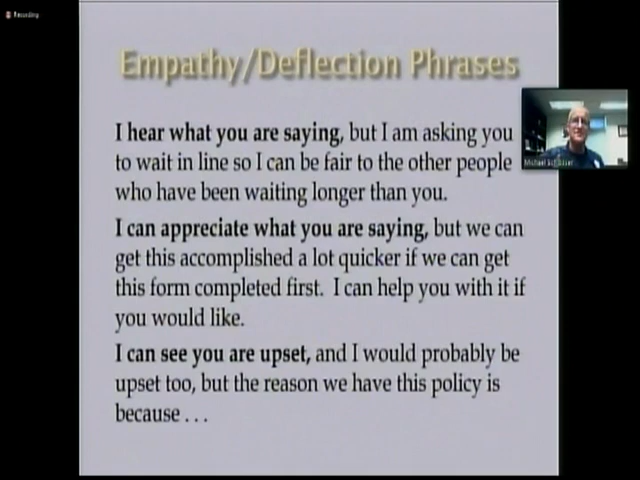 Recording
Empathy/Deflection Phrases
I hear what you are saying, but I am asking you
to wait in line so I can be fair to the other people
who have been waiting longer than you.
I can appreciate what you are saying, but we can
get this accomplished a lot quicker if we can get
this form completed first. I can help you with it if
you would like.
I can see you are upset, and I would probably be
upset too, but the reason we have this policy is
because . . .
Michael